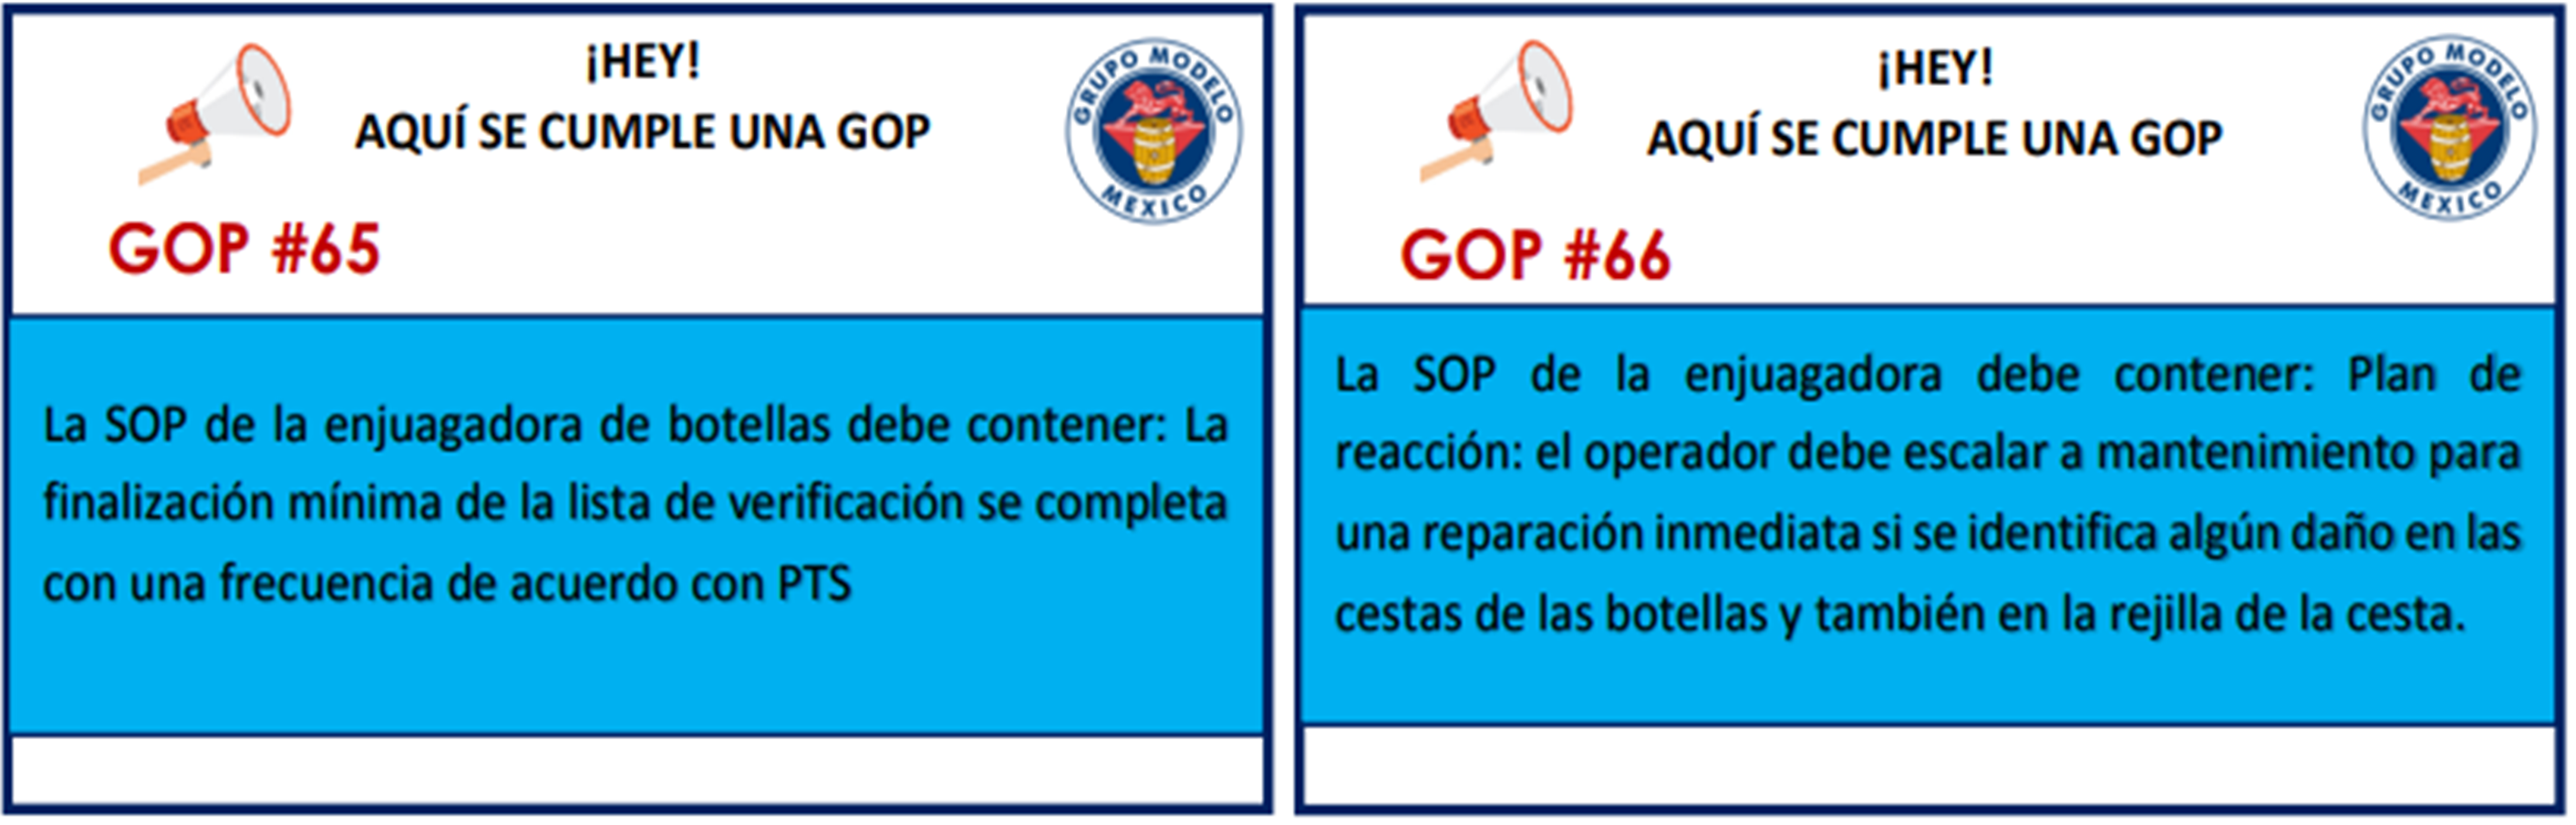 ¡HEY!
AQUÍ SE CUMPLE UNA GOP
GRUPO MODELO
MEXICO
GOP #65
La SOP de la enjuagadora de botellas debe contener: La
finalización mínima de la lista de verificación se completa
con una frecuencia de acuerdo con PTS
¡HEY!
AQUÍ SE CUMPLE UNA GOP
GRUPO MODELO
MEXICO
GOP #66
La SOP de la enjuagadora debe contener: Plan de
reacción: el operador debe escalar a mantenimiento para
una reparación inmediata si se identifica algún daño en las
cestas de las botellas y también en la rejilla de la cesta.